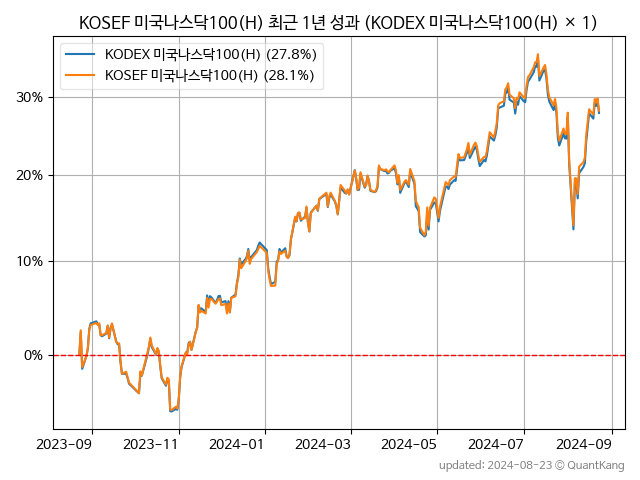 KOSEF 미국나스닥100(H) 최근 1년 성과 (KODEX 미국나스닥100(H) × 1)
KODEX 미국나스닥100(H) (27.8%)
KOSEF 미국나스닥100(H) (28.1%)
30%
20%
10%
0%
2023-09 2023-11 2024-01 2024-03 2024-05 2024-07 2024-09
updated: 2024-08-23 © QuantKang